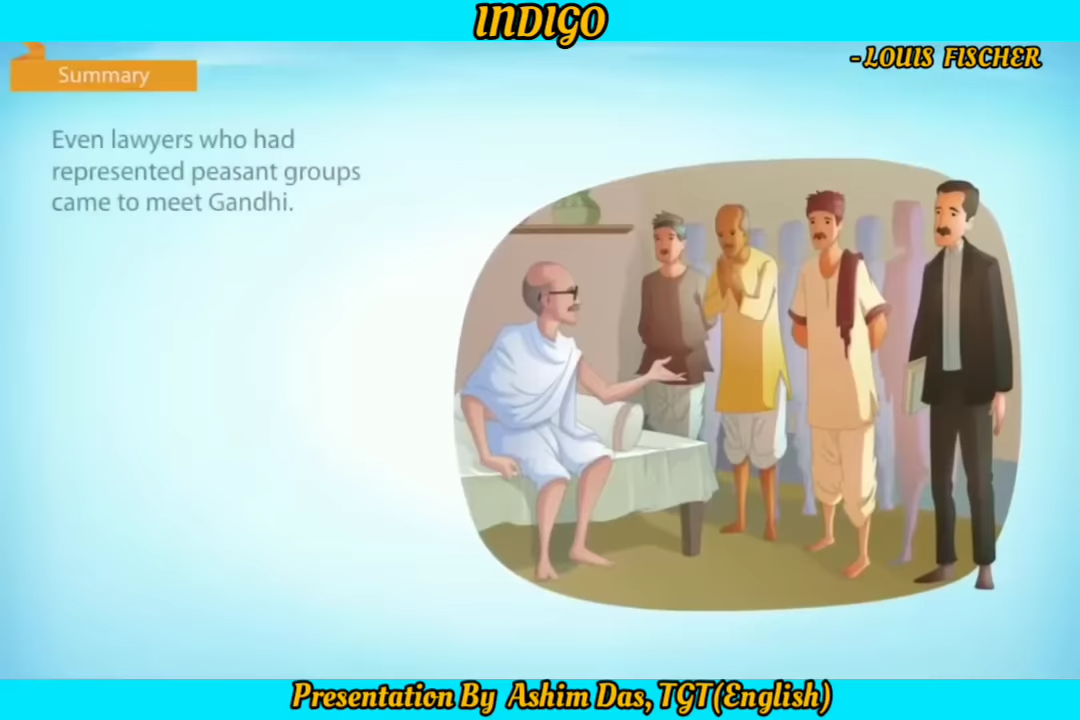 INDIGO
- LOUIS FISCHER
Summary
Even lawyers who had
represented peasant groups
came to meet Gandhi.
Presentation By Ashim Das, TGT(English)